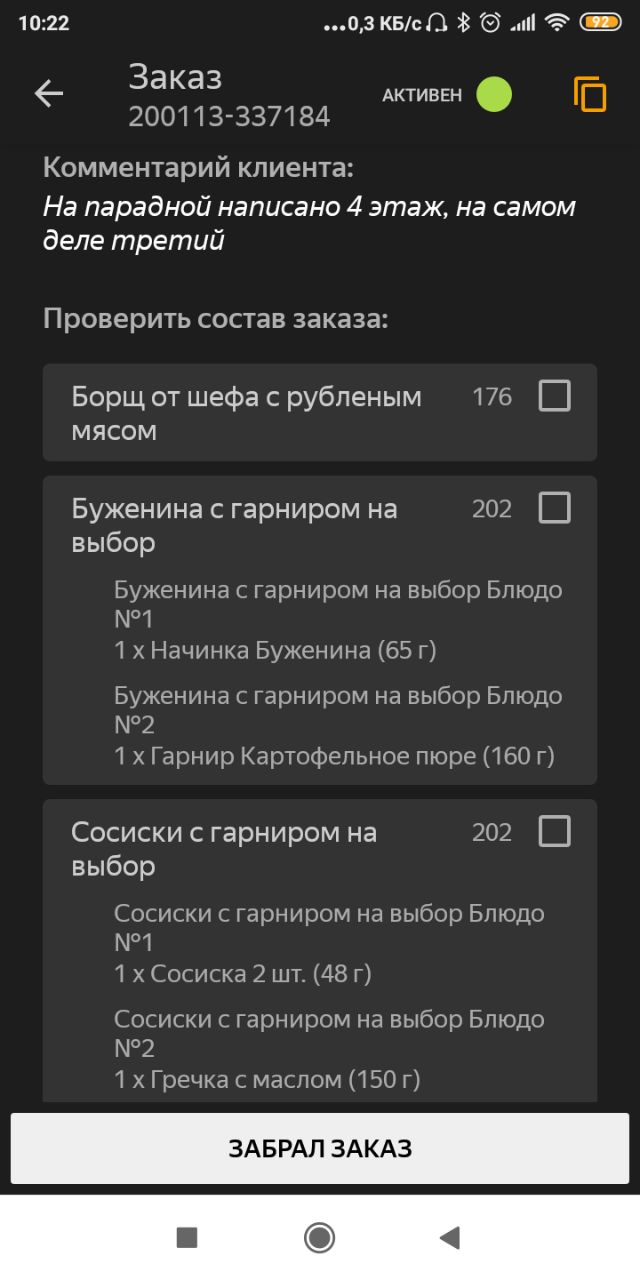 10:22
...0,3 КБ/с
92
Заказ
200113-337184
АКТИВЕН
Комментарий клиента:
На парадной написано 4 этаж, на самом
деле третий
Проверить состав заказа:
Борщ от шефа с рубленым
мясом
176
Буженина с гарниром на
выбор
202
Буженина с гарниром на выбор Блюдо
№1
1 x Начинка Буженина (65 г)
Буженина с гарниром на выбор Блюдо
№2
1 x Гарнир Картофельное пюре (160 г)
Сосиски с гарниром на
выбор
202
Сосиски с гарниром на выбор Блюдо
№1
1 x Сосиска 2 шт. (48 г)
Сосиски с гарниром на выбор Блюдо
№2
1 x Гречка с маслом (150 г)
ЗАБРАЛ ЗАКАЗ